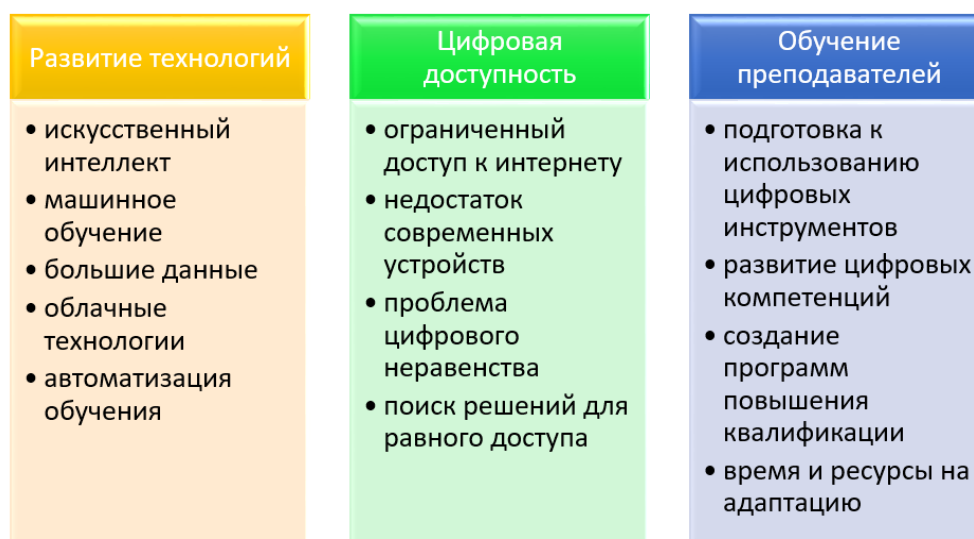 Развитие технологий
• искусственный
интеллект
• машинное
обучение
• большие данные
• облачные
технологии
• автоматизация
обучения
Цифровая
доступность
• ограниченный
доступ к интернету
• недостаток
современных
устройств
• проблема
цифрового
неравенства
• поиск решений для
равного доступа
Обучение
преподавателей
• подготовка к
использованию
цифровых
инструментов
• развитие цифровых
компетенций
• создание
программ
повышения
квалификации
• время и ресурсы на
адаптацию